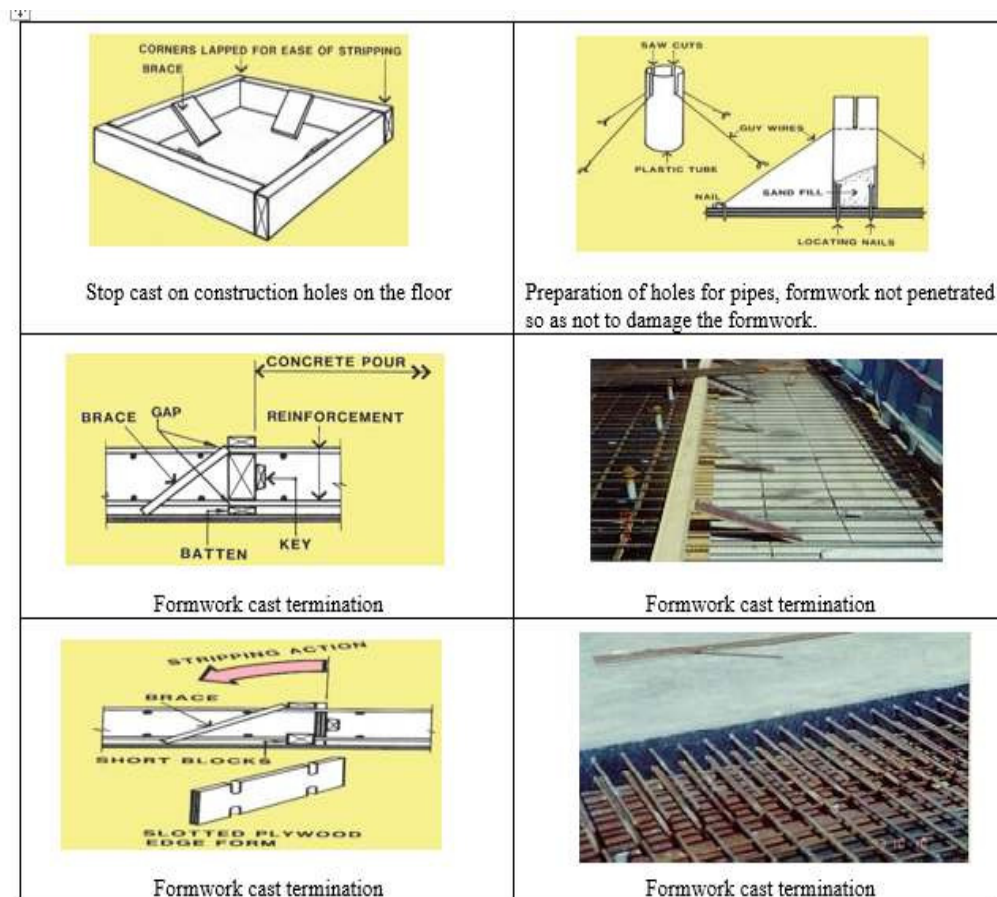 CORNERS LAPPED FOR EASE OF STRIPPING
BRACE
Stop cast on construction holes on the floor
SAW CUTS
GUY WIRES
PLASTIC TUBE
NAIL
SAND FILL
LOCATING NAILS
Preparation of holes for pipes, formwork not penetrated
so as not to damage the formwork.
CONCRETE POUR
BRACE
GAP
REINFORCEMENT
BATTEN
KEY
Formwork cast termination
Formwork cast termination
STRIPPING ACTION
BRACE
SHORT BLOCKS
SLOTTED PLYWOOD
EDGE FORM
Formwork cast termination
Formwork cast termination